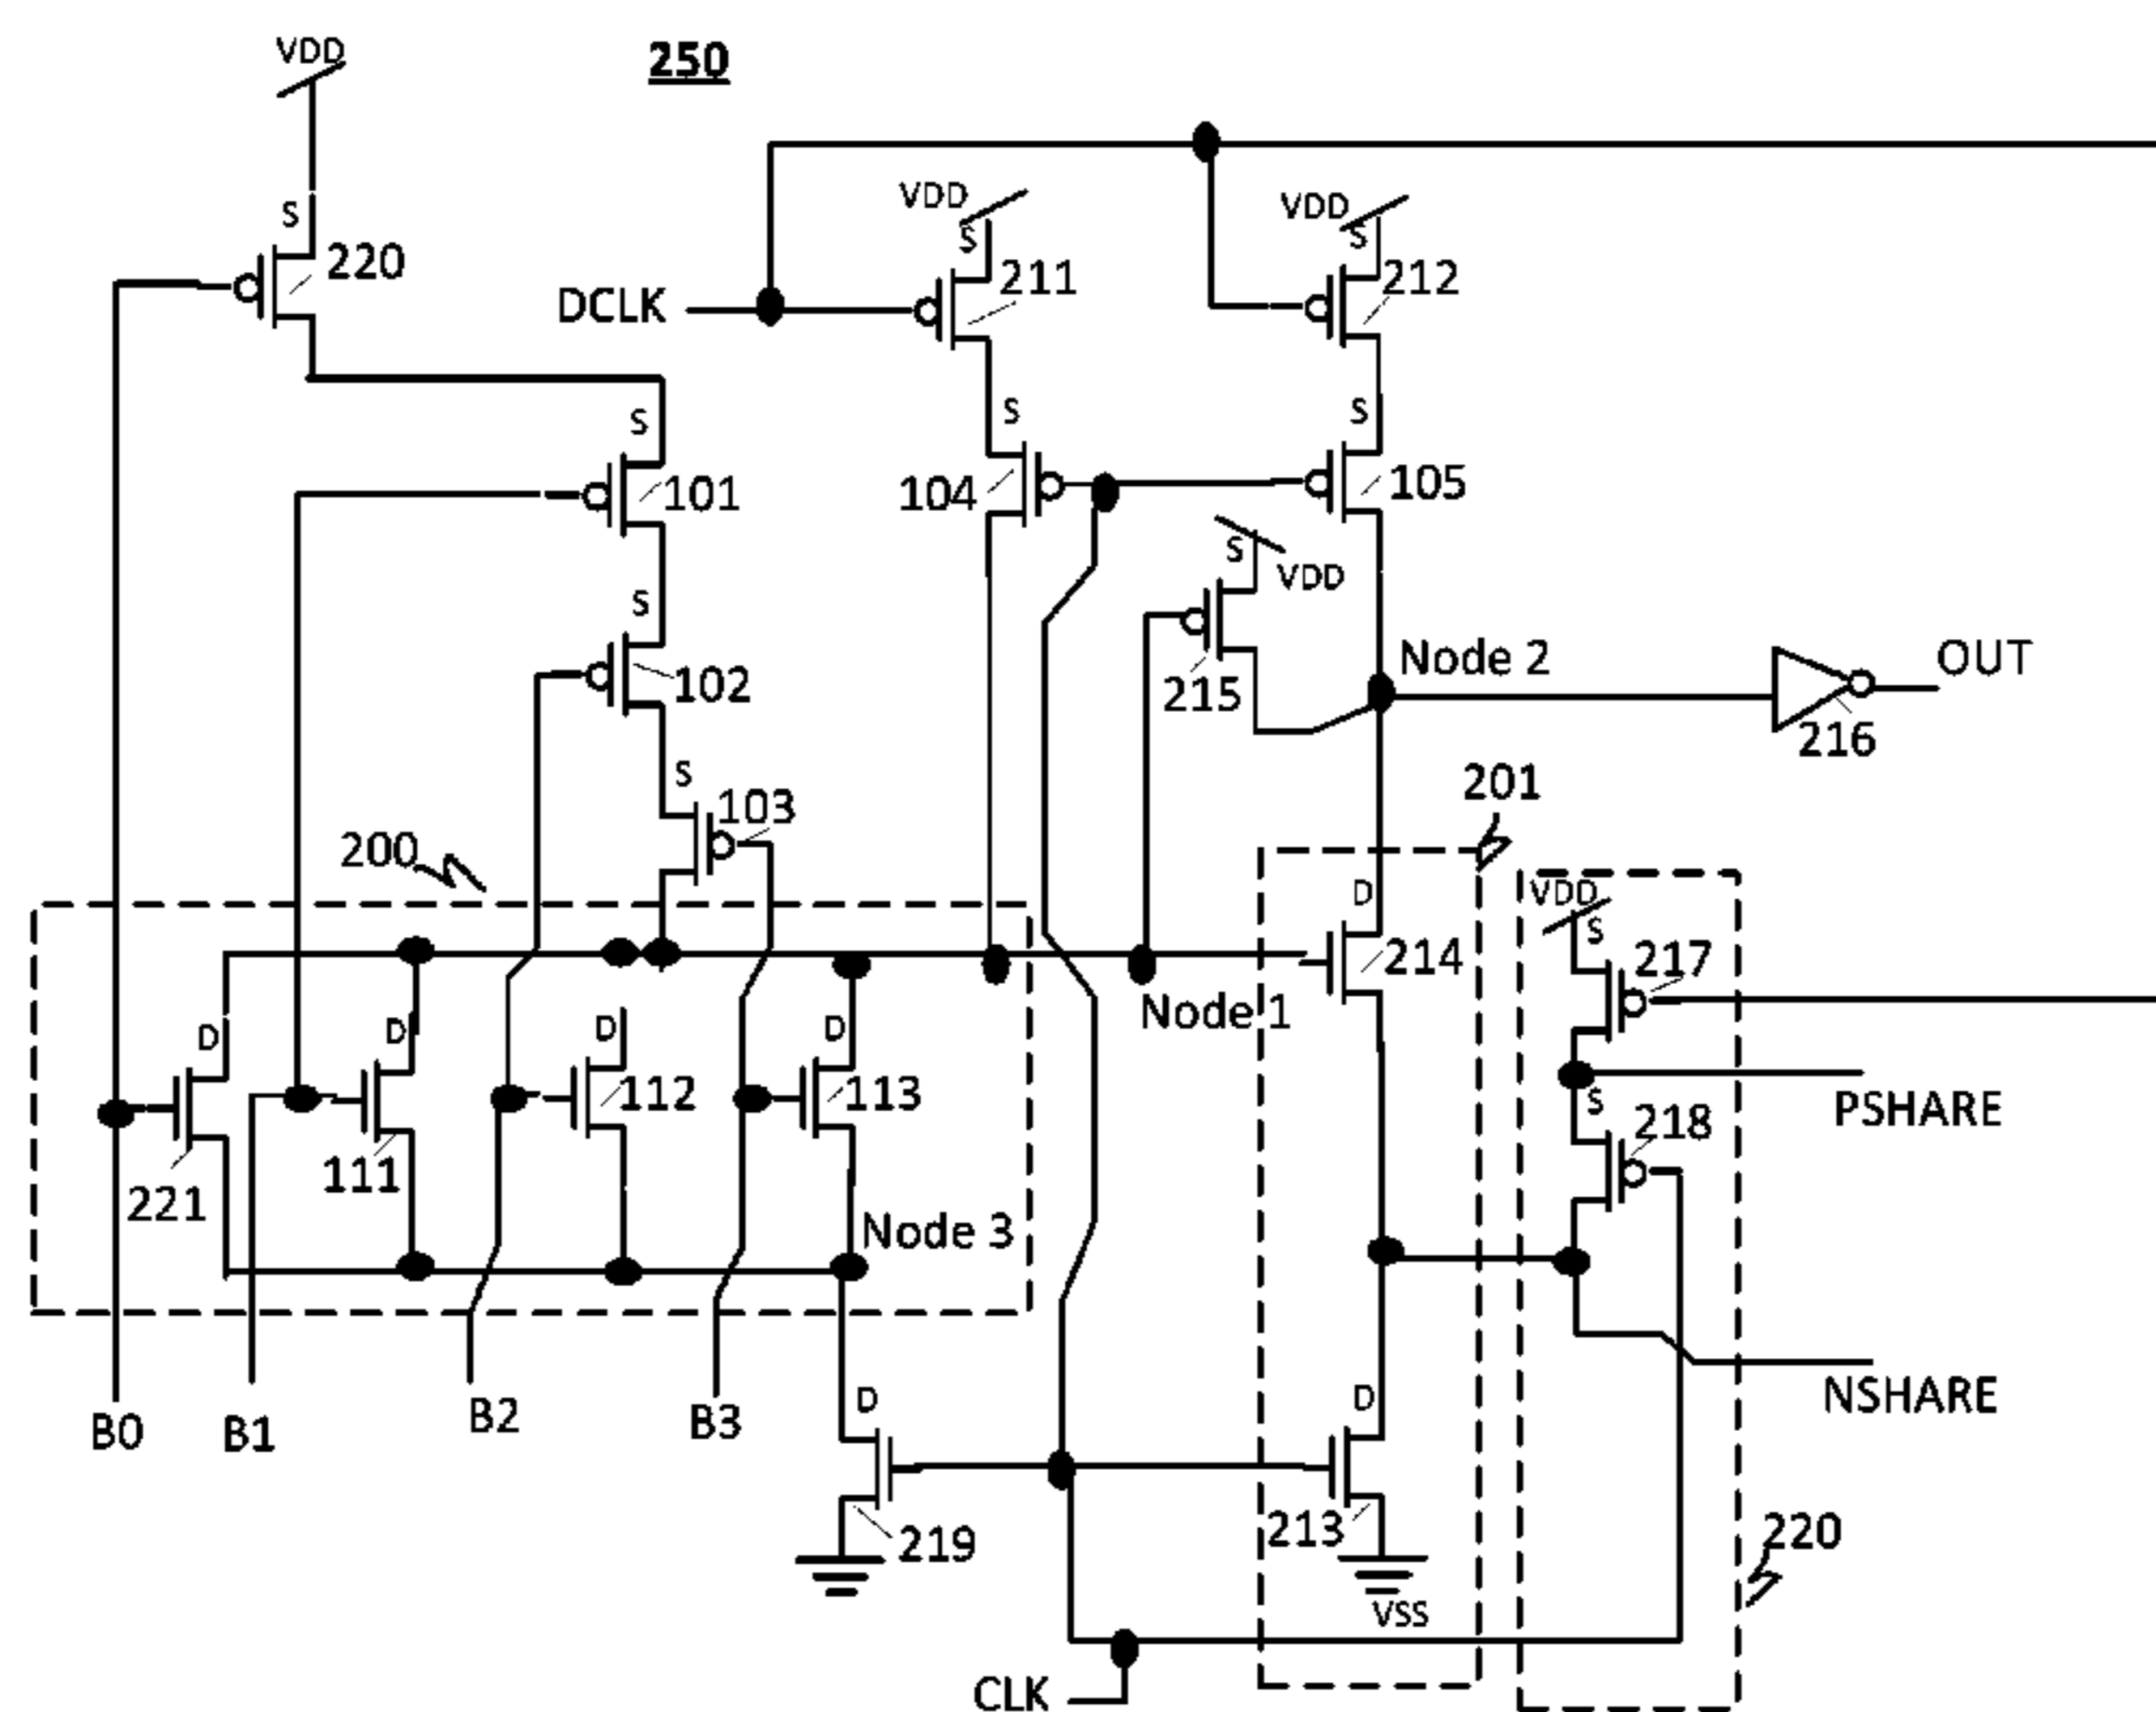 250
VDD
S
220
VDD
S
211
VDD
S
212
DCLK
S
101
S
104
S
105
S
VDD
215
S
102
Node 2
OUT
216
S
103
200
201
D
214
VDD
S
217
Node 1
PSHARE
S
218
D
221
D
111
D
112
D
113
Node 3
NSHARE
B0
B1
B2
B3
D
219
D
213
VSS
220
CLK